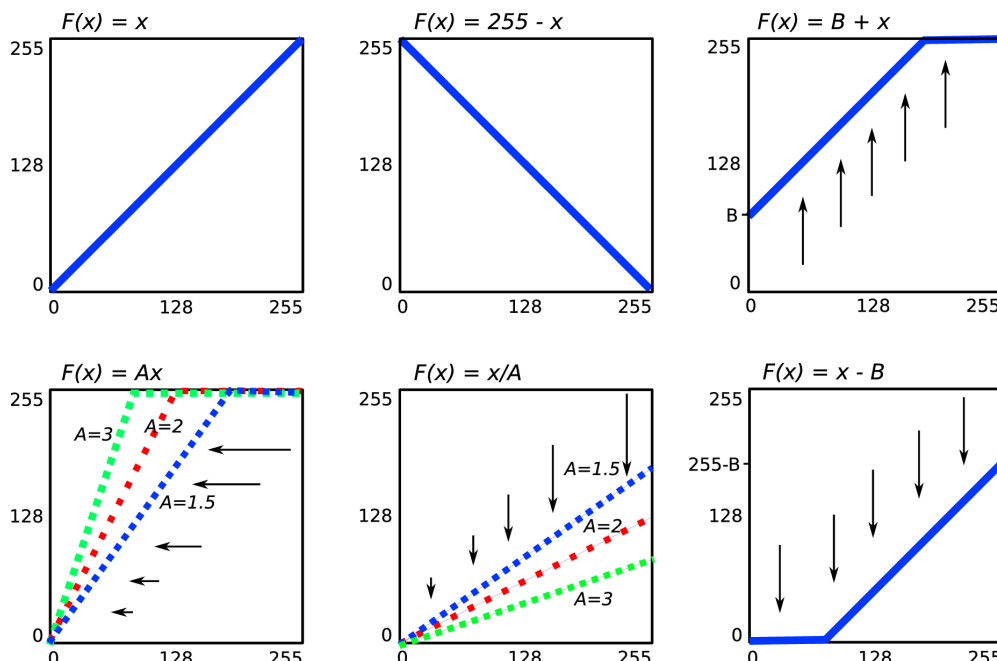 F(x) = x
255
128
0
0 128 255
F(x) = 255 - x
255
128
0
0 128 255
F(x) = B + x
255
128
B
0
0 128 255
F(x) = Ax
255
128
0
A=3
A=2
A=1.5
0 128 255
F(x) = x/A
255
128
0
A=1.5
A=2
A=3
0 128 255
F(x) = x - B
255
255-B
128
0
0 128 255